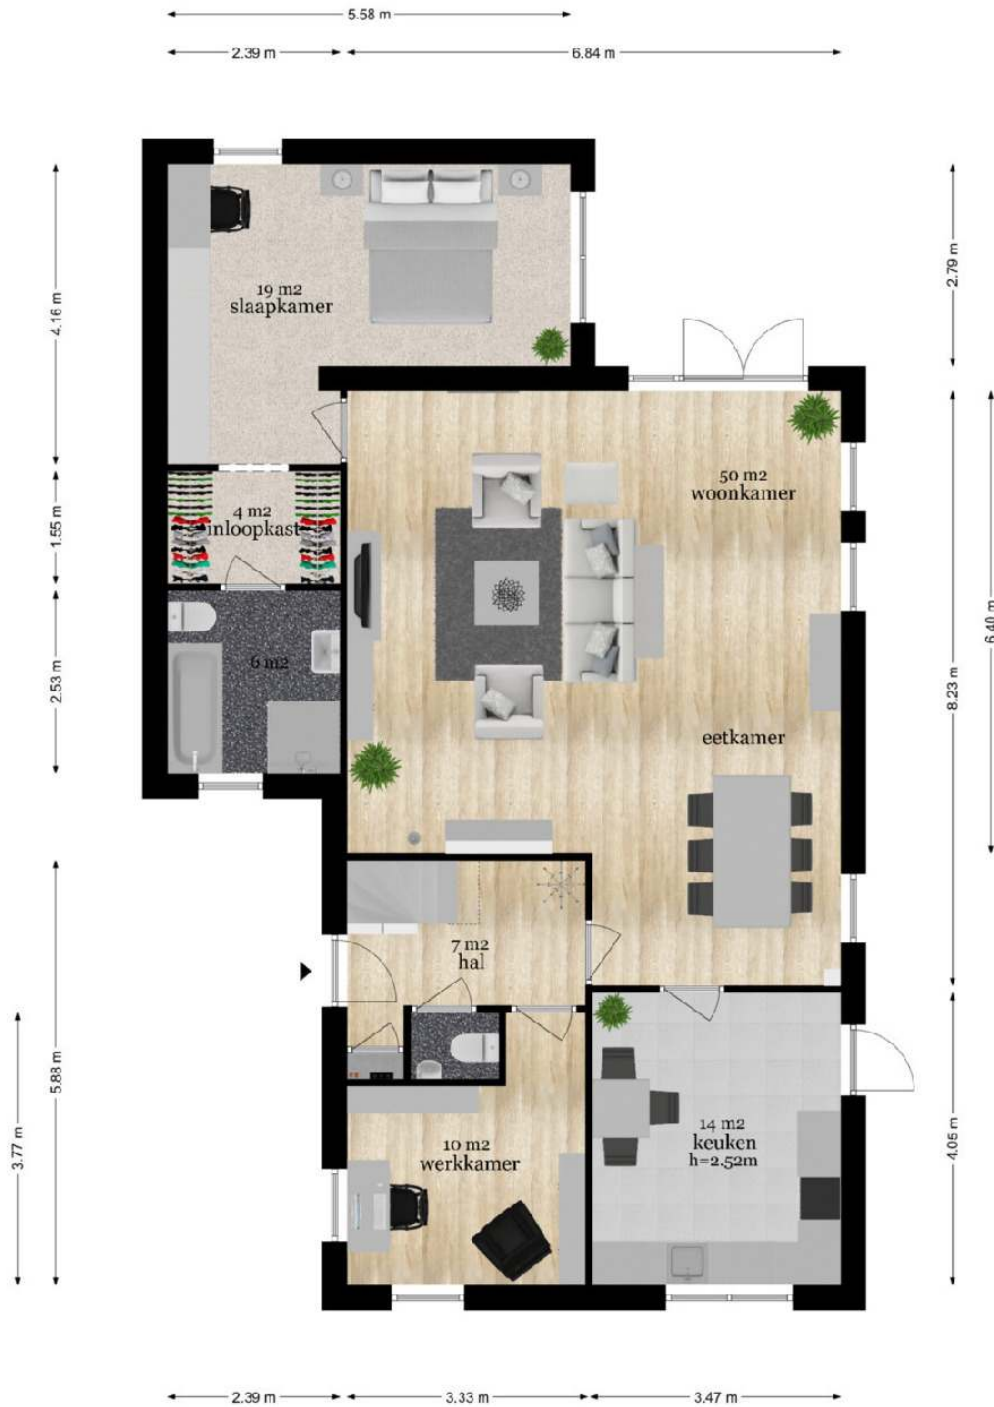 5.58 m
2.39 m
6.84 m
4.16 m
2.79 m
19 m2
slaapkamer
50 m2
woonkamer
1.55 m
4 m2
inloopkast
6.40 m
2.53 m
6 m2
8.23 m
eetkamer
7 m2
hal
5.88 m
3.77 m
10 m2
werkkamer
14 m2
keuken
h=2.52m
4.05 m
2.39 m
3.33 m
3.47 m